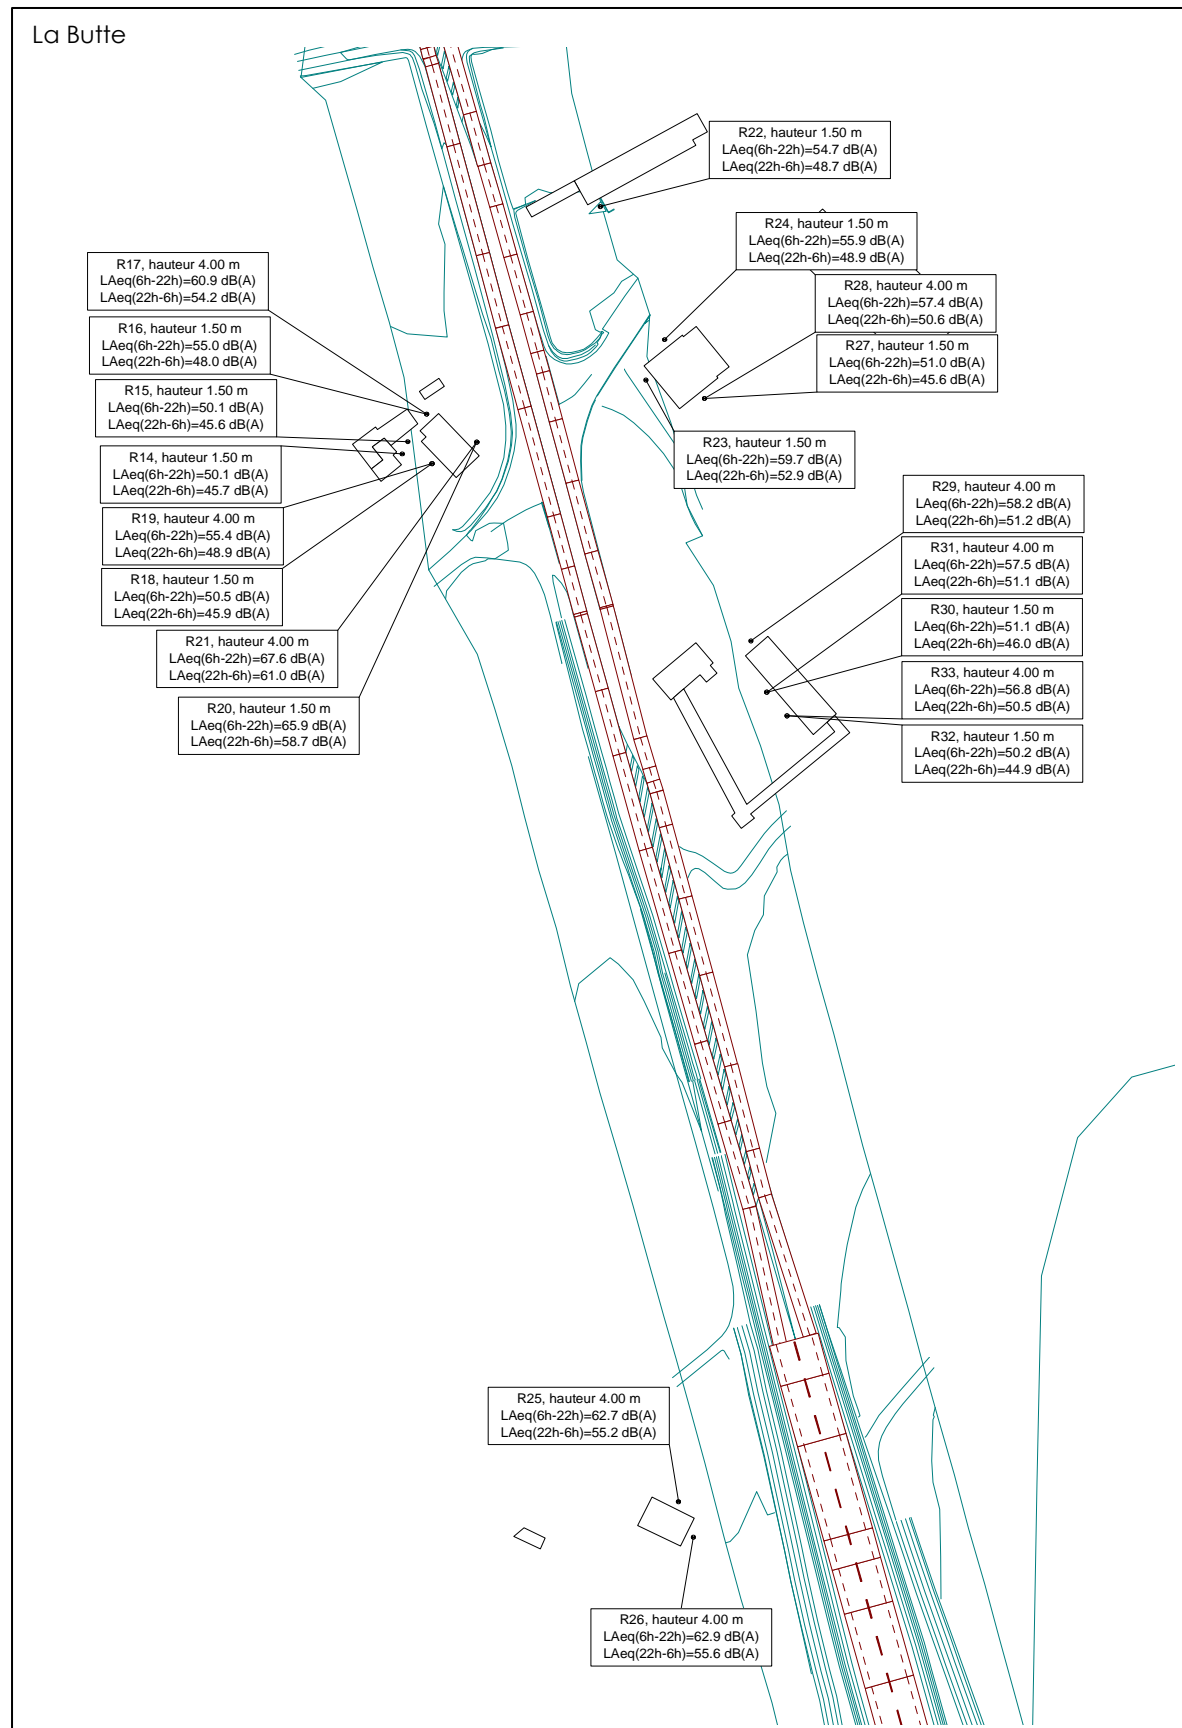 La Butte
R22, hauteur 1.50 m
LAeq(6h-22h)=54.7 dB(A)
LAeq(22h-6h)=48.7 dB(A)
R24, hauteur 1.50 m
LAeq(6h-22h)=55.9 dB(A)
LAeq(22h-6h)=48.9 dB(A)
R17, hauteur 4.00 m
LAeq(6h-22h)=60.9 dB(A)
LAeq(22h-6h)=54.2 dB(A)
R28, hauteur 4.00 m
LAeq(6h-22h)=57.4 dB(A)
LAeq(22h-6h)=50.6 dB(A)
R16, hauteur 1.50 m
LAeq(6h-22h)=55.0 dB(A)
LAeq(22h-6h)=48.0 dB(A)
R27, hauteur 1.50 m
LAeq(6h-22h)=51.0 dB(A)
LAeq(22h-6h)=45.6 dB(A)
R15, hauteur 1.50 m
LAeq(6h-22h)=50.1 dB(A)
LAeq(22h-6h)=45.6 dB(A)
R23, hauteur 1.50 m
LAeq(6h-22h)=59.7 dB(A)
LAeq(22h-6h)=52.9 dB(A)
R14, hauteur 1.50 m
LAeq(6h-22h)=50.1 dB(A)
LAeq(22h-6h)=45.7 dB(A)
R29, hauteur 4.00 m
LAeq(6h-22h)=58.2 dB(A)
LAeq(22h-6h)=51.2 dB(A)
R19, hauteur 4.00 m
LAeq(6h-22h)=55.4 dB(A)
LAeq(22h-6h)=48.9 dB(A)
R31, hauteur 4.00 m
LAeq(6h-22h)=57.5 dB(A)
LAeq(22h-6h)=51.1 dB(A)
R18, hauteur 1.50 m
LAeq(6h-22h)=50.5 dB(A)
LAeq(22h-6h)=45.9 dB(A)
R30, hauteur 1.50 m
LAeq(6h-22h)=51.1 dB(A)
LAeq(22h-6h)=46.0 dB(A)
R21, hauteur 4.00 m
LAeq(6h-22h)=67.6 dB(A)
LAeq(22h-6h)=61.0 dB(A)
R33, hauteur 4.00 m
LAeq(6h-22h)=56.8 dB(A)
LAeq(22h-6h)=50.5 dB(A)
R20, hauteur 1.50 m
LAeq(6h-22h)=65.9 dB(A)
LAeq(22h-6h)=58.7 dB(A)
R32, hauteur 1.50 m
LAeq(6h-22h)=50.2 dB(A)
LAeq(22h-6h)=44.9 dB(A)
R25, hauteur 4.00 m
LAeq(6h-22h)=62.7 dB(A)
LAeq(22h-6h)=55.2 dB(A)
R26, hauteur 4.00 m
LAeq(6h-22h)=62.9 dB(A)
LAeq(22h-6h)=55.6 dB(A)